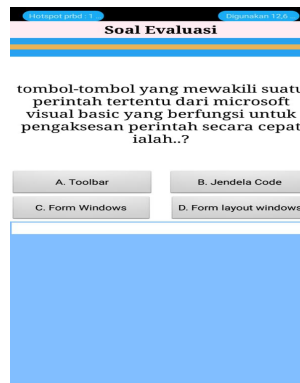 Hotspot prbd : 1 ...
Digunakan 12,6 ...
Soal Evaluasi
tombol-tombol yang mewakili suatu
perintah tertentu dari microsoft
visual basic yang berfungsi untuk
pengaksesan perintah secara cepat
ialah..?
A. Toolbar
B. Jendela Code
C. Form Windows
D. Form layout windows